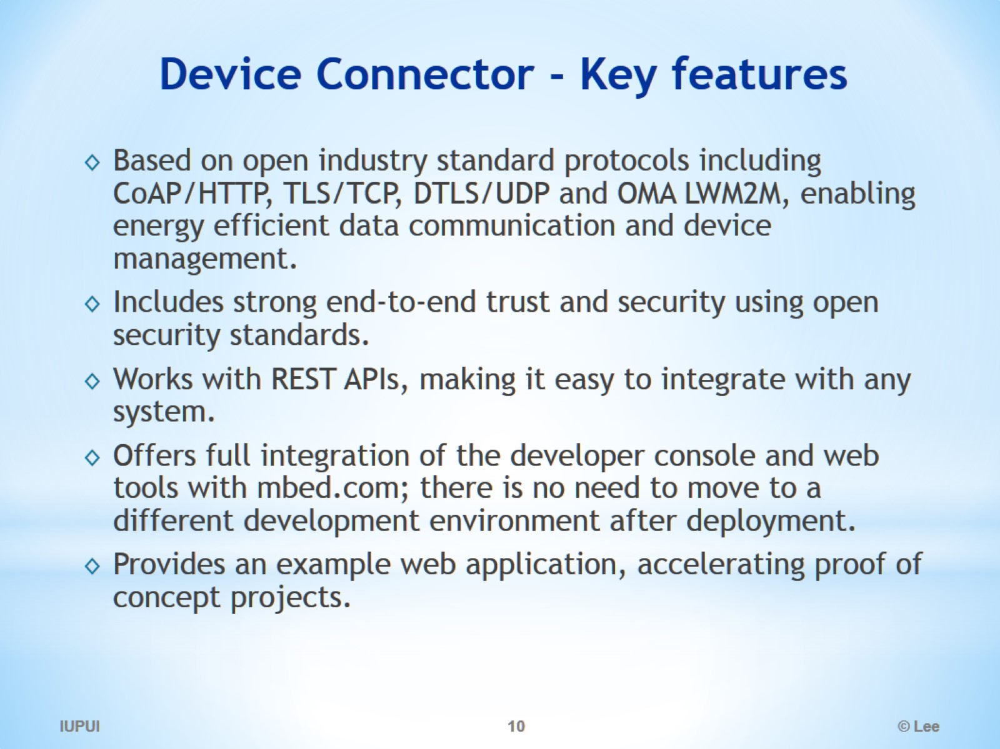 Device Connector - Key features
◇ Based on open industry standard protocols including
CoAP/HTTP, TLS/TCP, DTLS/UDP and OMA LWM2M, enabling
energy efficient data communication and device
management.
◇ Includes strong end-to-end trust and security using open
security standards.
◇ Works with REST APIs, making it easy to integrate with any
system.
◇ Offers full integration of the developer console and web
tools with mbed.com; there is no need to move to a
different development environment after deployment.
◇ Provides an example web application, accelerating proof of
concept projects.
IUPUI 10 © Lee